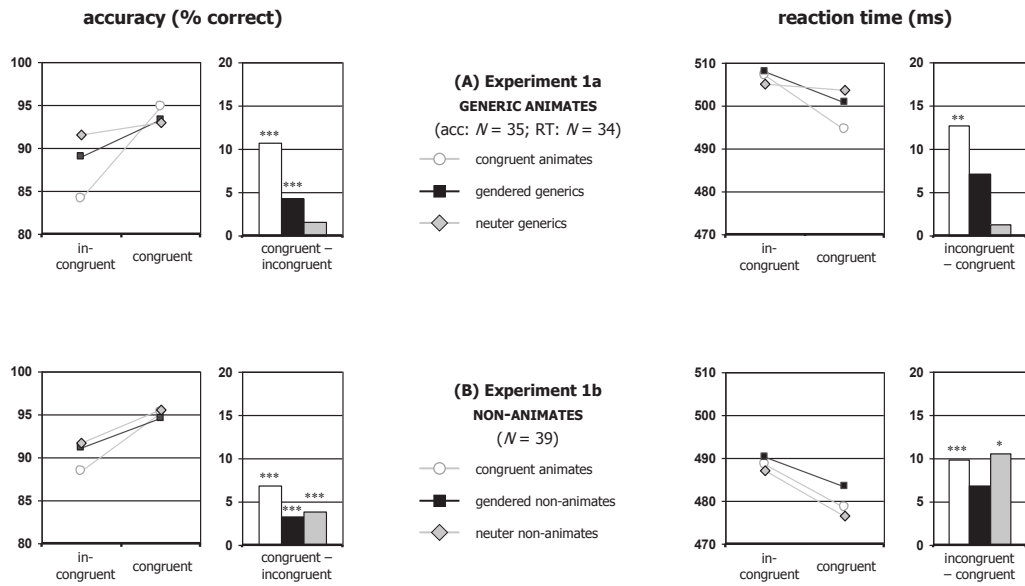 accuracy (% correct)
reaction time (ms)
100
95
90
85
80
in-
congruent
congruent
20
15
10
5
0
***
***
congruent –
incongruent
(A) Experiment 1a
GENERIC ANIMATES
(acc: N = 35; RT: N = 34)
congruent animates
gendered generics
neuter generics
510
500
490
480
470
in-
congruent
congruent
20
15
10
5
0
**
incongruent
– congruent
100
95
90
85
80
in-
congruent
congruent
20
15
10
5
0
***
***
***
congruent –
incongruent
(B) Experiment 1b
NON-ANIMATES
(N = 39)
congruent animates
gendered non-animates
neuter non-animates
510
500
490
480
470
in-
congruent
congruent
20
15
10
5
0
***
*
incongruent
– congruent